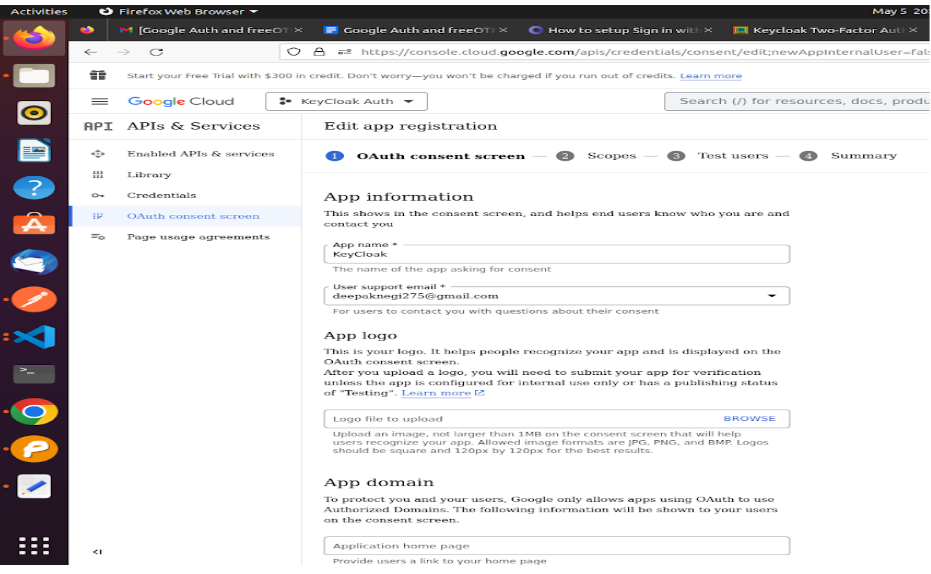 Activities
Firefox Web Browser
May 5 20
[Google Auth and freeOT
Google Auth and freeOT
How to setup Sign in wit
Keycloak Two-Factor Aut
https://console.cloud.google.com/apis/credentials/consent/edit;newAppInternalUser=fal
Start your Free Trial with $300 in credit. Don't worry—you won't be charged if you run out of credits. Learn more
Google Cloud
KeyCloak Auth
Search (/) for resources, docs, produ
API APIs & Services
Edit app registration
Enabled APIs & services
Library
Credentials
OAuth consent screen
Page usage agreements
1 OAuth consent screen — 2 Scopes — 3 Test users — 4 Summary
App information
This shows in the consent screen, and helps end users know who you are and
contact you
App name *
KeyCloak
The name of the app asking for consent
User support email *
deepaknegi275@gmail.com
For users to contact you with questions about their consent
App logo
This is your logo. It helps people recognize your app and is displayed on the
OAuth consent screen.
After you upload a logo, you will need to submit your app for verification
unless the app is configured for internal use only or has a publishing status
of "Testing". Learn more
Logo file to upload
BROWSE
Upload an image, not larger than 1MB on the consent screen that will help
users recognize your app. Allowed image formats are JPG, PNG, and BMP. Logos
should be square and 120px by 120px for the best results.
App domain
To protect you and your users, Google only allows apps using OAuth to use
Authorized Domains. The following information will be shown to your users
on the consent screen.
Application home page
Provide users a link to your home page